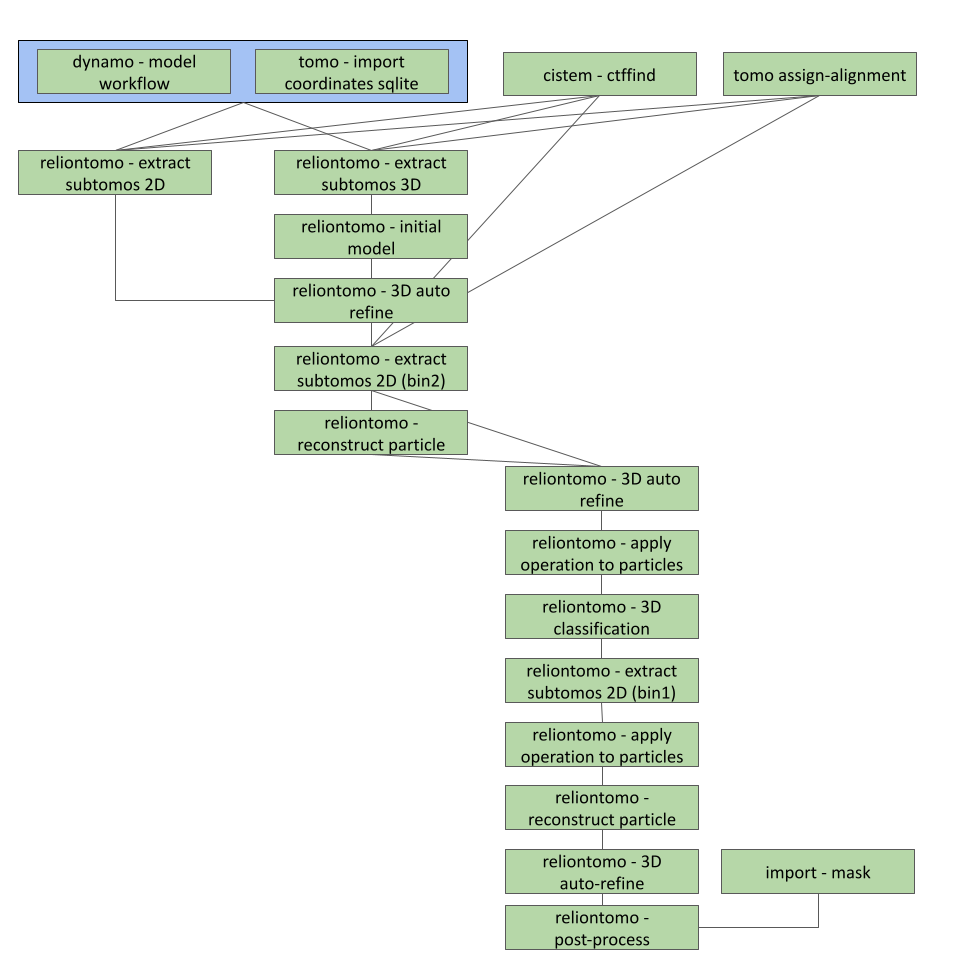 dynamo - model
workflow
tomo - import
coordinates sqlite
cistem - ctffind
tomo assign-alignment
reliontomo - extract
subtomos 2D
reliontomo - extract
subtomos 3D
reliontomo - initial
model
reliontomo - 3D auto
refine
reliontomo - extract
subtomos 2D (bin2)
reliontomo -
reconstruct particle
reliontomo - 3D auto
refine
reliontomo - apply
operation to particles
reliontomo - 3D
classification
reliontomo - extract
subtomos 2D (bin1)
reliontomo - apply
operation to particles
reliontomo -
reconstruct particle
reliontomo - 3D
auto-refine
import - mask
reliontomo -
post-process